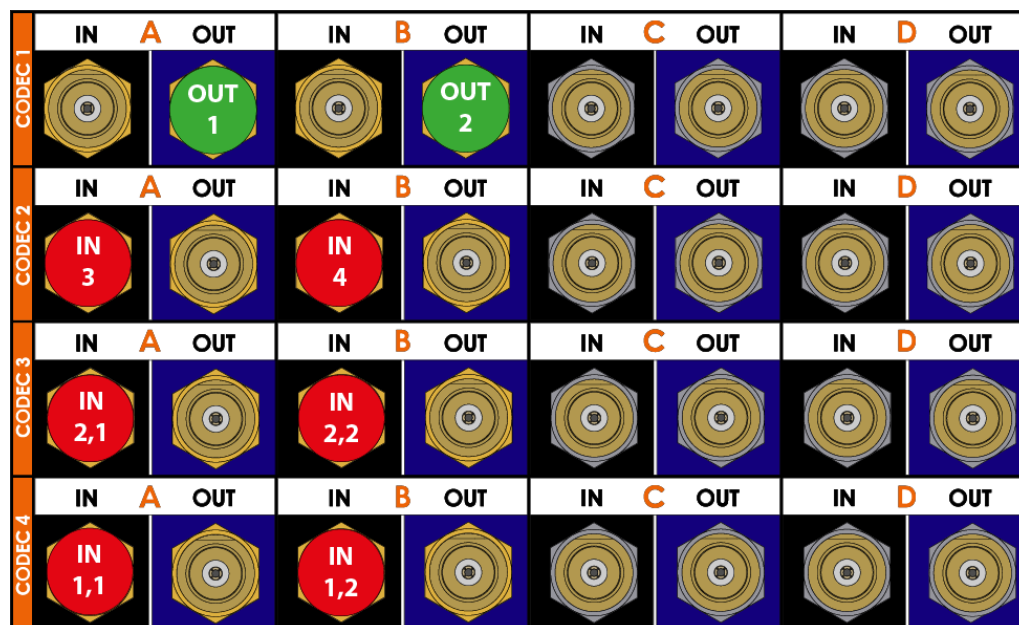 CODEC 1
IN A OUT IN B OUT IN C OUT IN D OUT
OUT
1
OUT
2
CODEC 2
IN A OUT IN B OUT IN C OUT IN D OUT
IN
3
IN
4
CODEC 3
IN A OUT IN B OUT IN C OUT IN D OUT
IN
2,1
IN
2,2
CODEC 4
IN A OUT IN B OUT IN C OUT IN D OUT
IN
1,1
IN
1,2